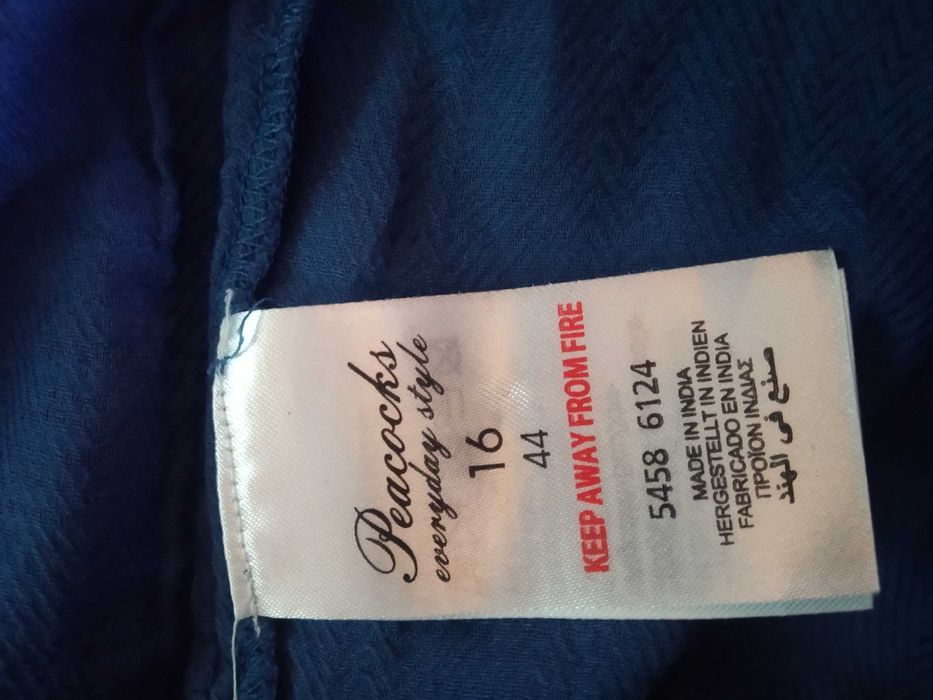 Peacocks
everyday style
16
44
KEEP AWAY FROM FIRE
5458 6124
MADE IN INDIA
HERGESTELLT IN INDIEN
FABRICADO EN INDIA
ΠΡΟΪΟΝ ΙΝΔΙΑΣ
صنع في الهند